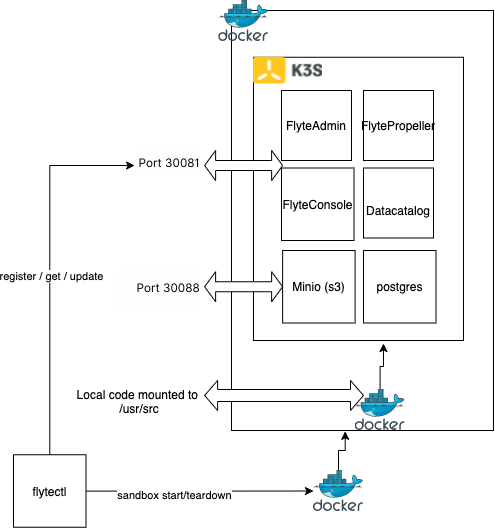 docker
K3S
FlyteAdmin
FlytePropeller
Port 30081
FlyteConsole
Datacatalog
register / get / update
Port 30088
Minio (s3)
postgres
Local code mounted to
/usr/src
docker
flytectl
sandbox start/teardown
docker